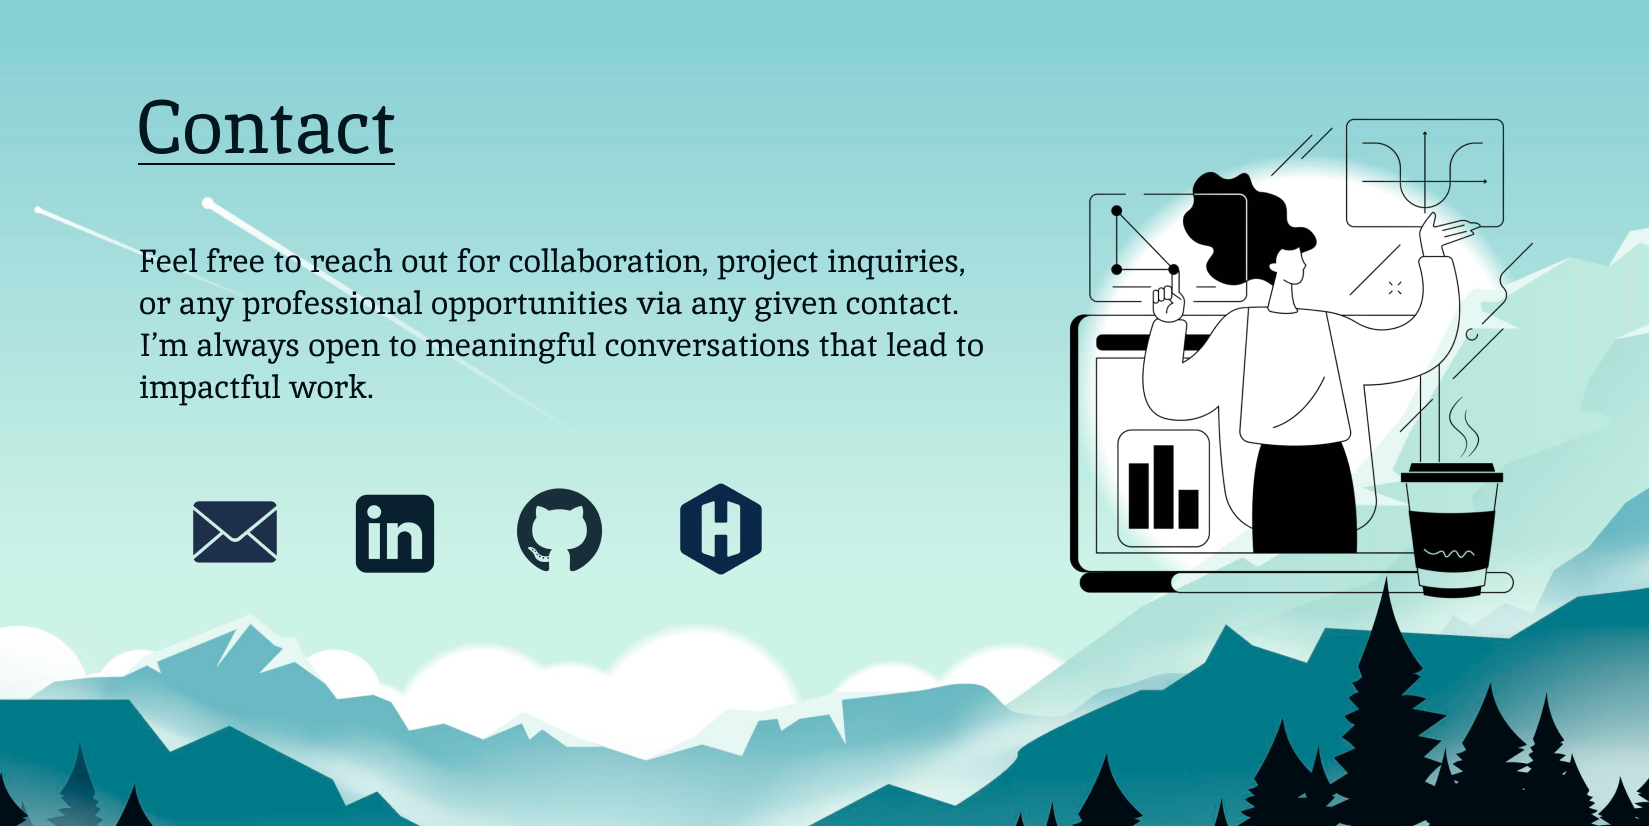 Contact
Feel free to reach out for collaboration, project inquiries,
or any professional opportunities via any given contact.
I’m always open to meaningful conversations that lead to
impactful work.
in
H